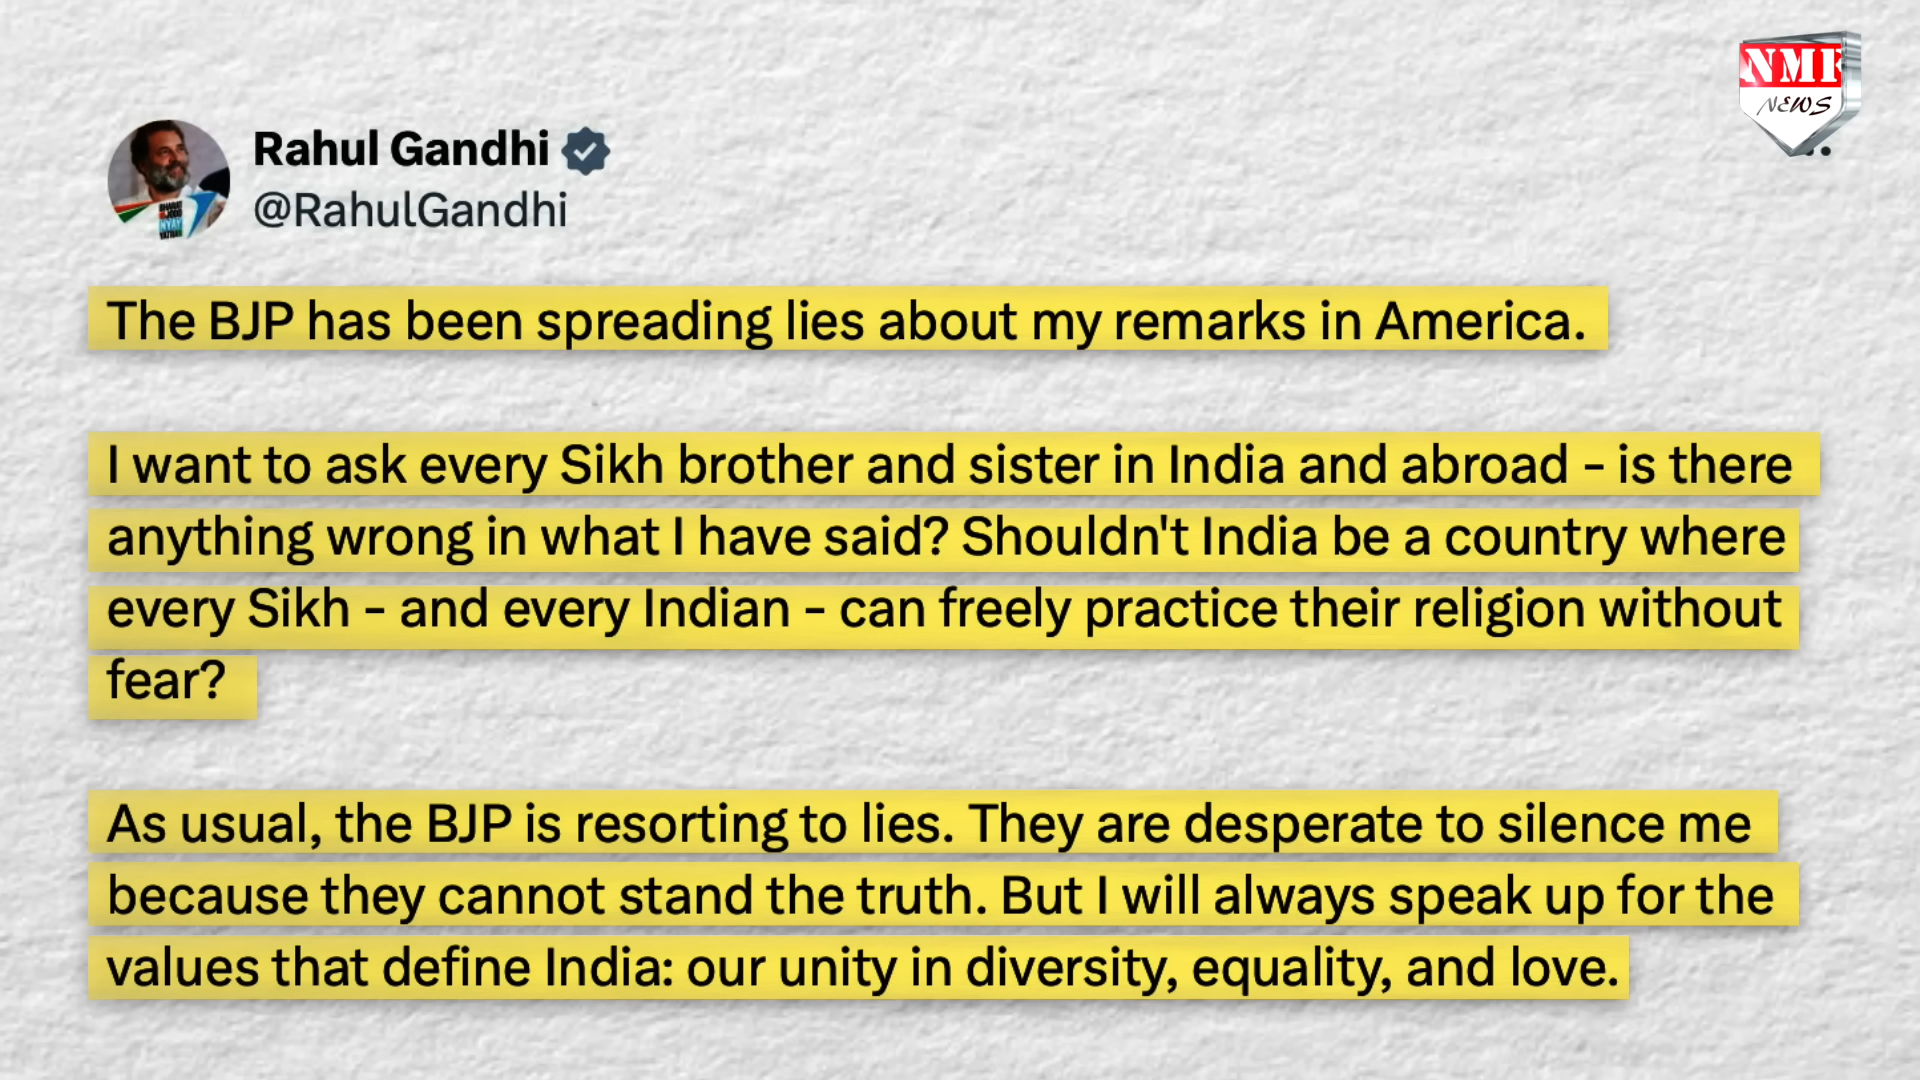 NMF
NEWS
Rahul Gandhi
@RahulGandhi
The BJP has been spreading lies about my remarks in America.
I want to ask every Sikh brother and sister in India and abroad - is there
anything wrong in what I have said? Shouldn't India be a country where
every Sikh - and every Indian - can freely practice their religion without
fear?
As usual, the BJP is resorting to lies. They are desperate to silence me
because they cannot stand the truth. But I will always speak up for the
values that define India: our unity in diversity, equality, and love.